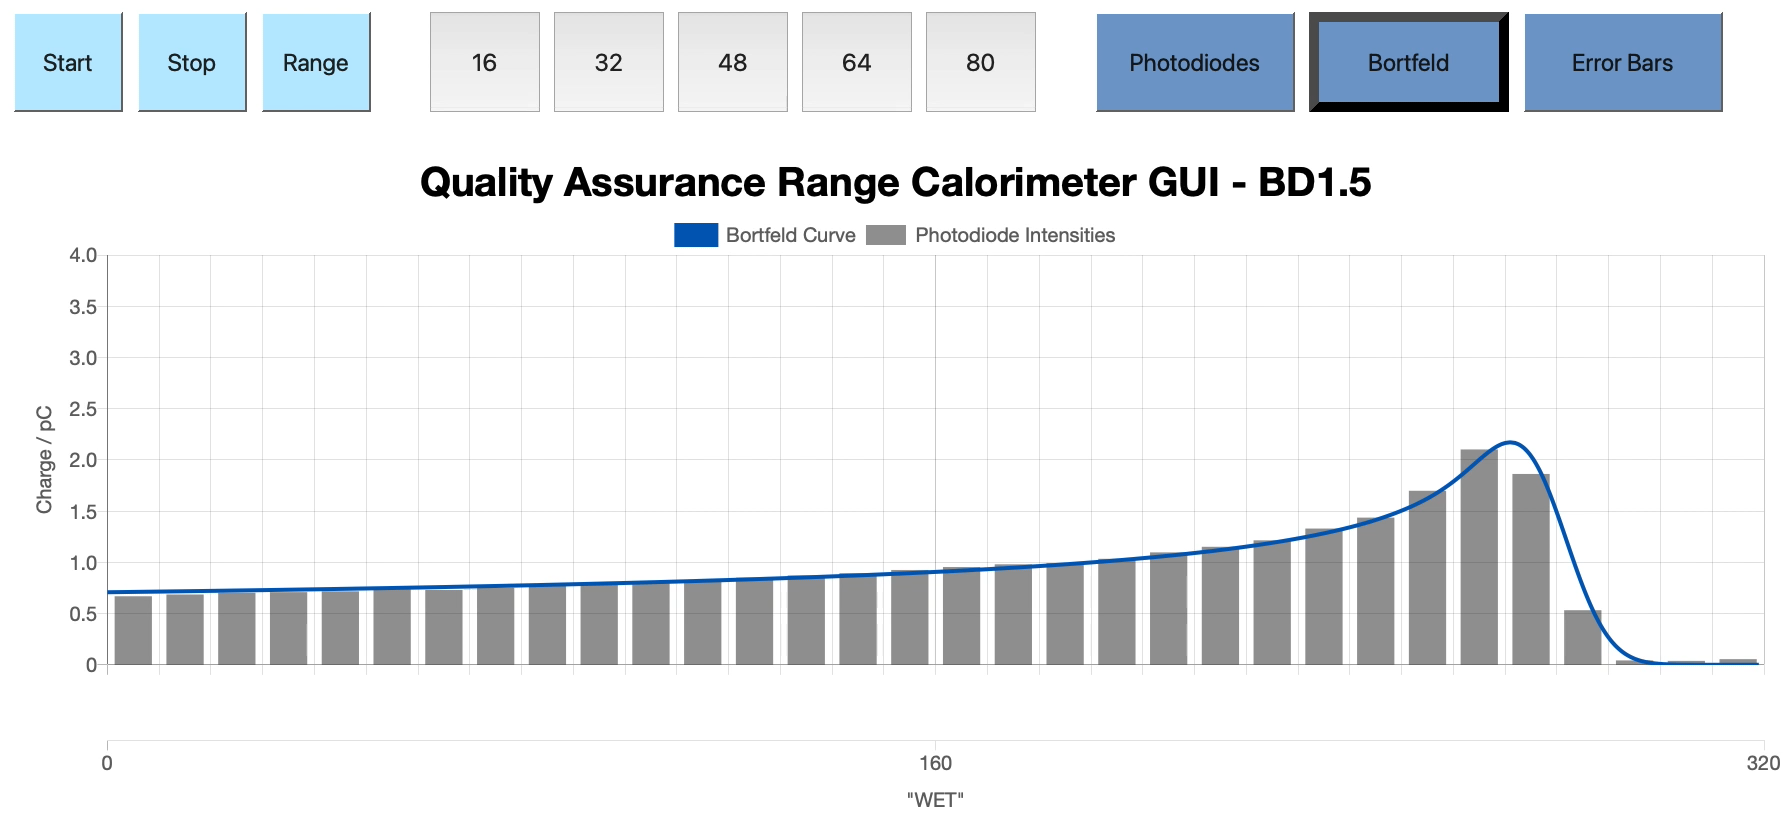 Start Stop Range 16 32 48 64 80 Photodiodes Bortfeld Error Bars
Quality Assurance Range Calorimeter GUI - BD1.5
Bortfeld Curve Photodiode Intensities
4.0
3.5
3.0
2.5
2.0
1.5
1.0
0.5
0
Charge / pC
0 160 320
"WET"